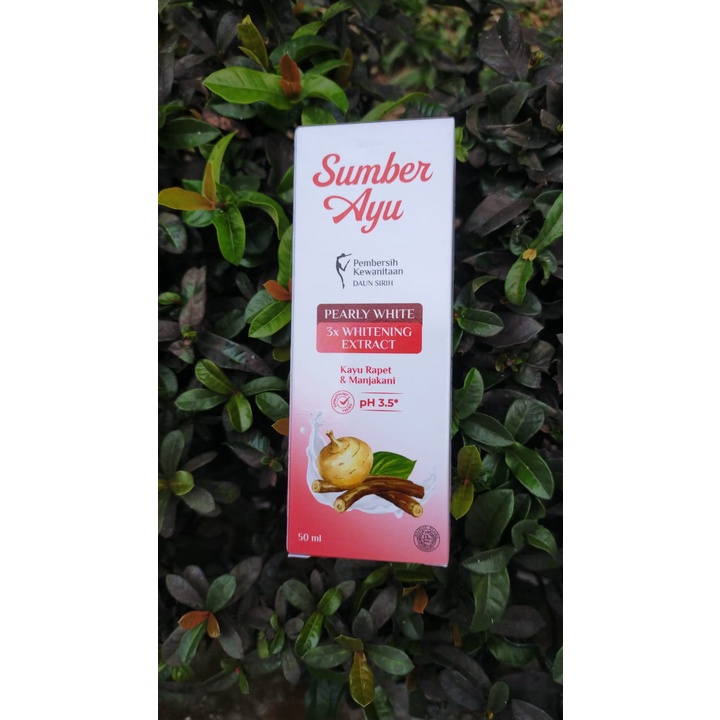 Sumber
Ayu
Pembersih
Kewanitaan
DAUN SIRIH
PEARLY WHITE
3x WHITENING
EXTRACT
Kayu Rapet
& Manjakani
pH 3.5*
50 ml